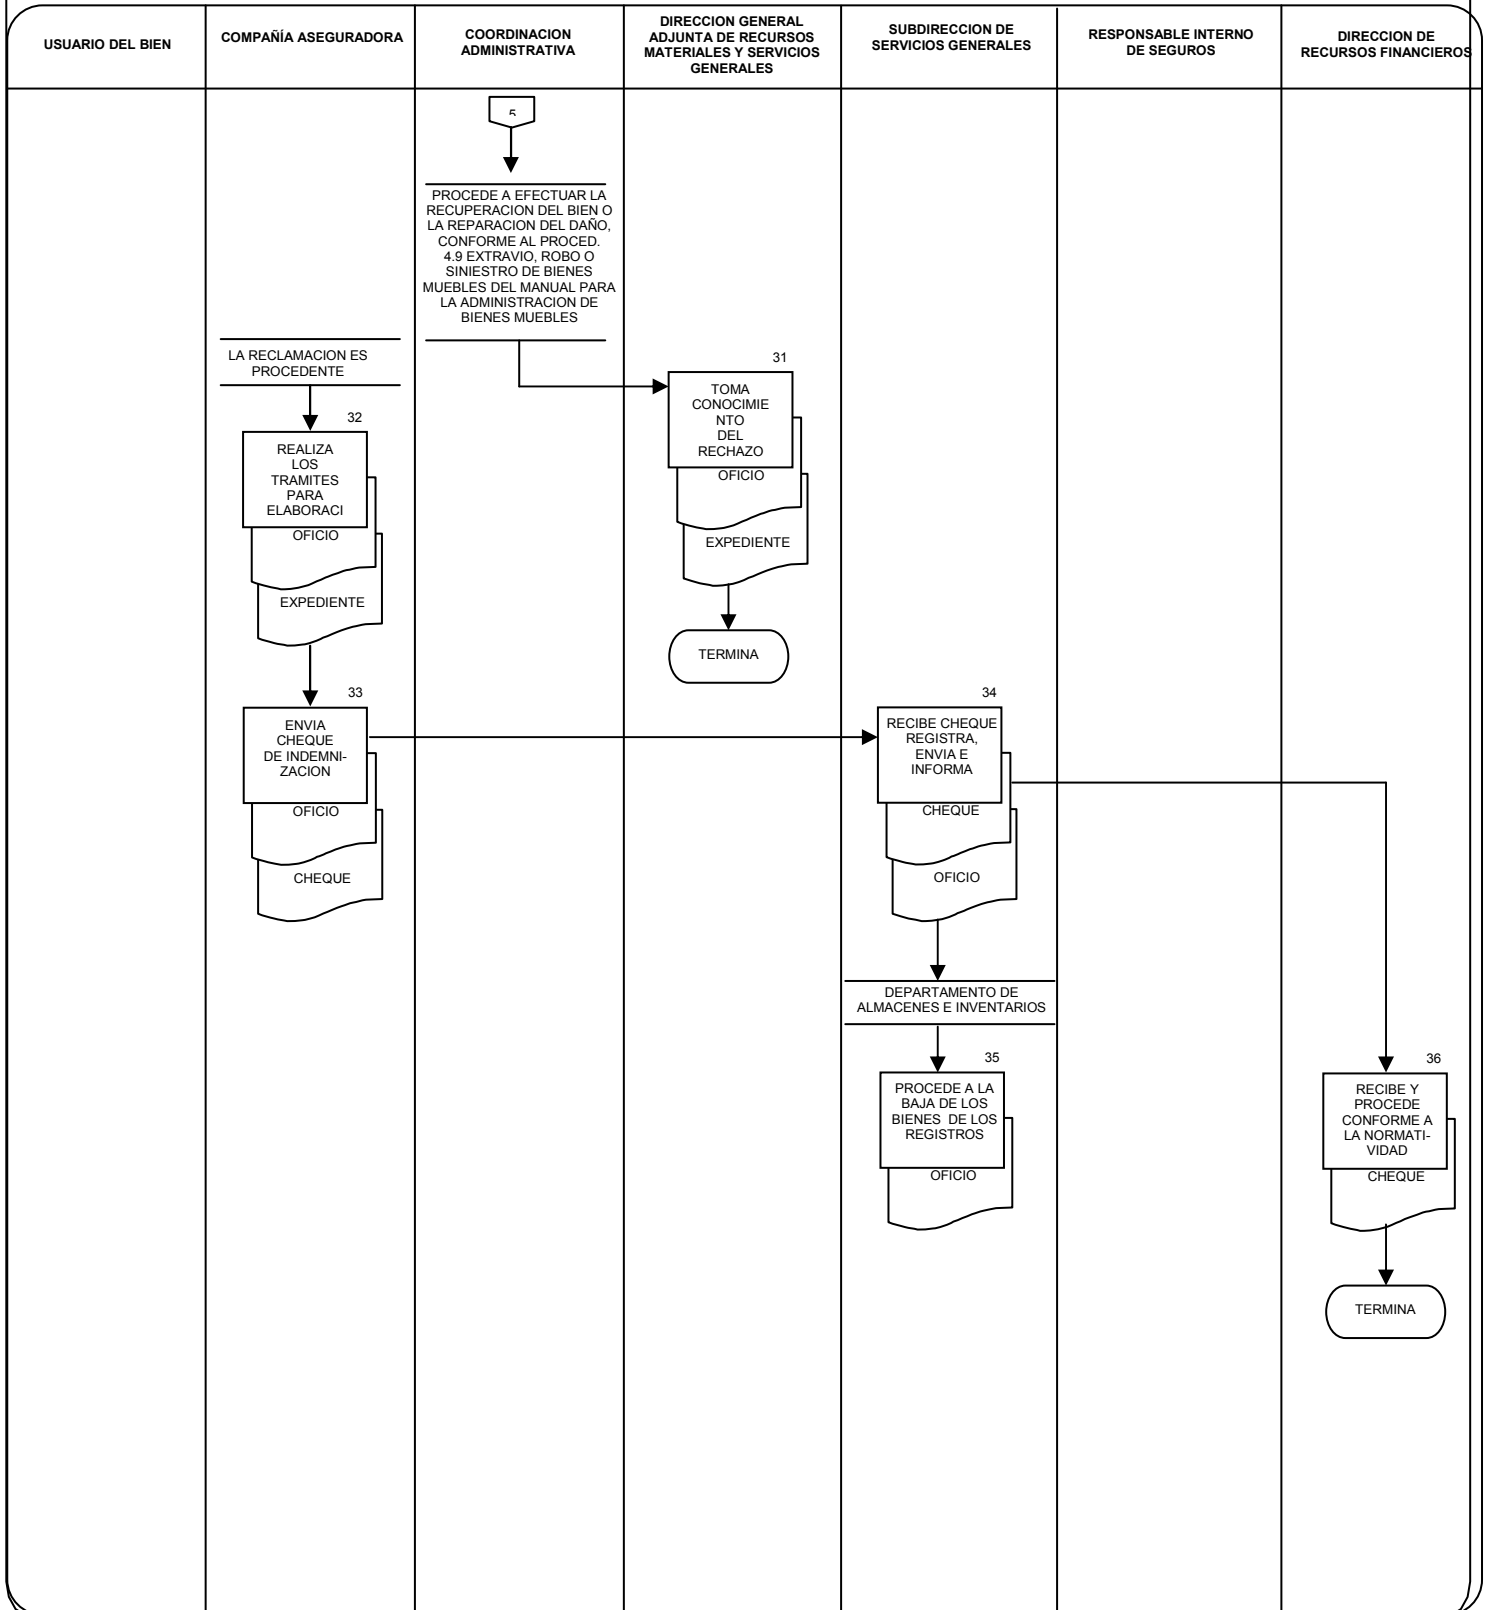 USUARIO DEL BIEN
COMPAÑÍA ASEGURADORA
COORDINACION
ADMINISTRATIVA
DIRECCION GENERAL
ADJUNTA DE RECURSOS
MATERIALES Y SERVICIOS
GENERALES
SUBDIRECCION DE
SERVICIOS GENERALES
RESPONSABLE INTERNO
DE SEGUROS
DIRECCION DE
RECURSOS FINANCIEROS
5
PROCEDE A EFECTUAR LA
RECUPERACION DEL BIEN O
LA REPARACION DEL DAÑO,
CONFORME AL PROCED.
4.9 EXTRAVIO, ROBO O
SINIESTRO DE BIENES
MUEBLES DEL MANUAL PARA
LA ADMINISTRACION DE
BIENES MUEBLES
LA RECLAMACION ES
PROCEDENTE
31
TOMA
CONOCIMIE
NTO
DEL
RECHAZO
OFICIO
EXPEDIENTE
TERMINA
32
REALIZA
LOS
TRAMITES
PARA
ELABORACI
OFICIO
EXPEDIENTE
33
ENVIA
CHEQUE
DE INDEMNI-
ZACION
OFICIO
CHEQUE
34
RECIBE CHEQUE
REGISTRA,
ENVIA E
INFORMA
CHEQUE
OFICIO
DEPARTAMENTO DE
ALMACENES E INVENTARIOS
35
PROCEDE A LA
BAJA DE LOS
BIENES DE LOS
REGISTROS
OFICIO
36
RECIBE Y
PROCEDE
CONFORME A
LA NORMATI-
VIDAD
CHEQUE
TERMINA